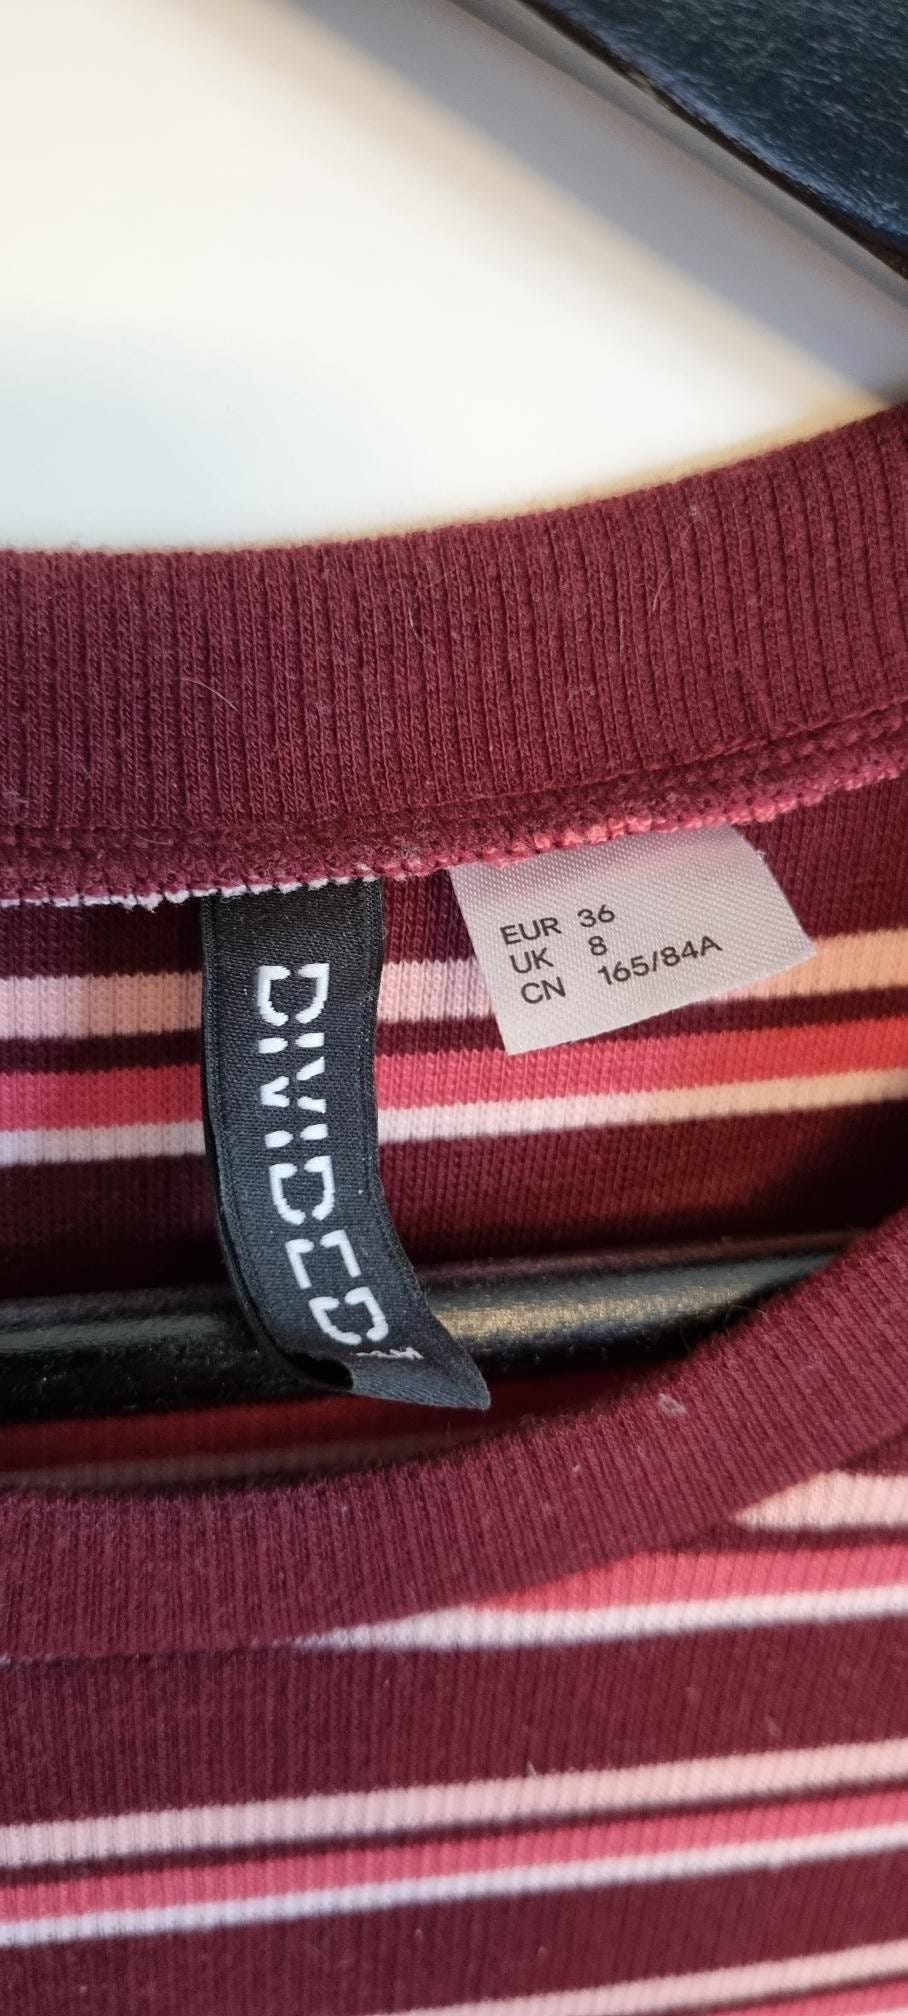 DIVIDED
EUR 36
UK 8
CN 165/84A